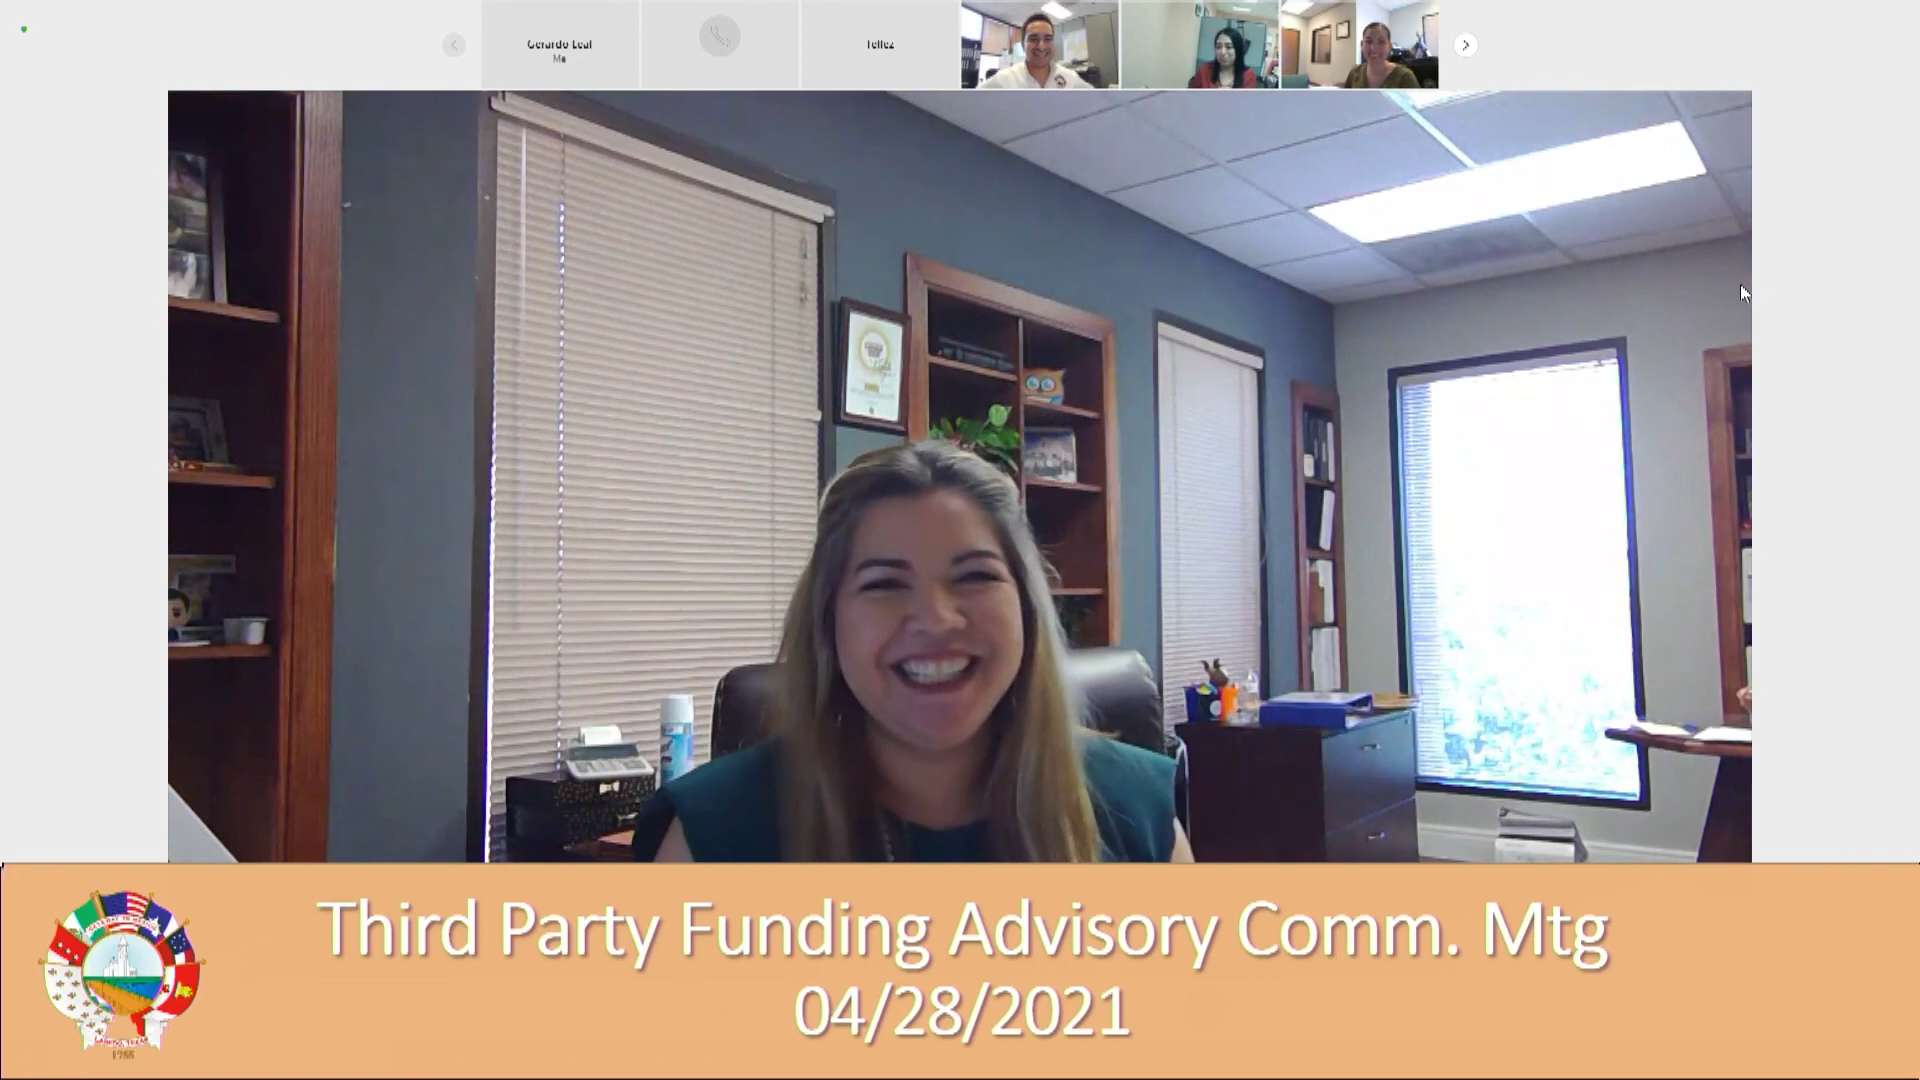 Gerardo Leal
Me
Tellez
Third Party Funding Advisory Comm. Mtg
04/28/2021